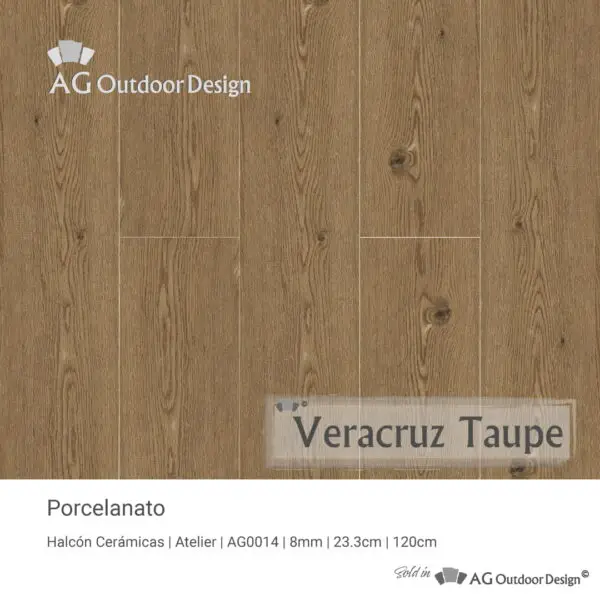 AG Outdoor Design
Veracruz Taupe
Porcelanato
Halcón Cerámicas | Atelier | AG0014 | 8mm | 23.3cm | 120cm
Sold in AG Outdoor Design©